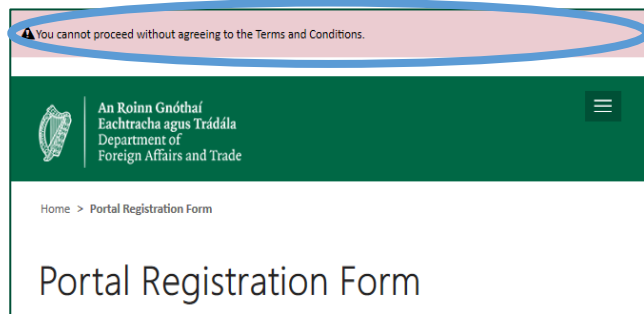 You cannot proceed without agreeing to the Terms and Conditions.
An Roinn Gnóthaí
Eachtracha agus Trádála
Department of
Foreign Affairs and Trade
Home > Portal Registration Form
Portal Registration Form